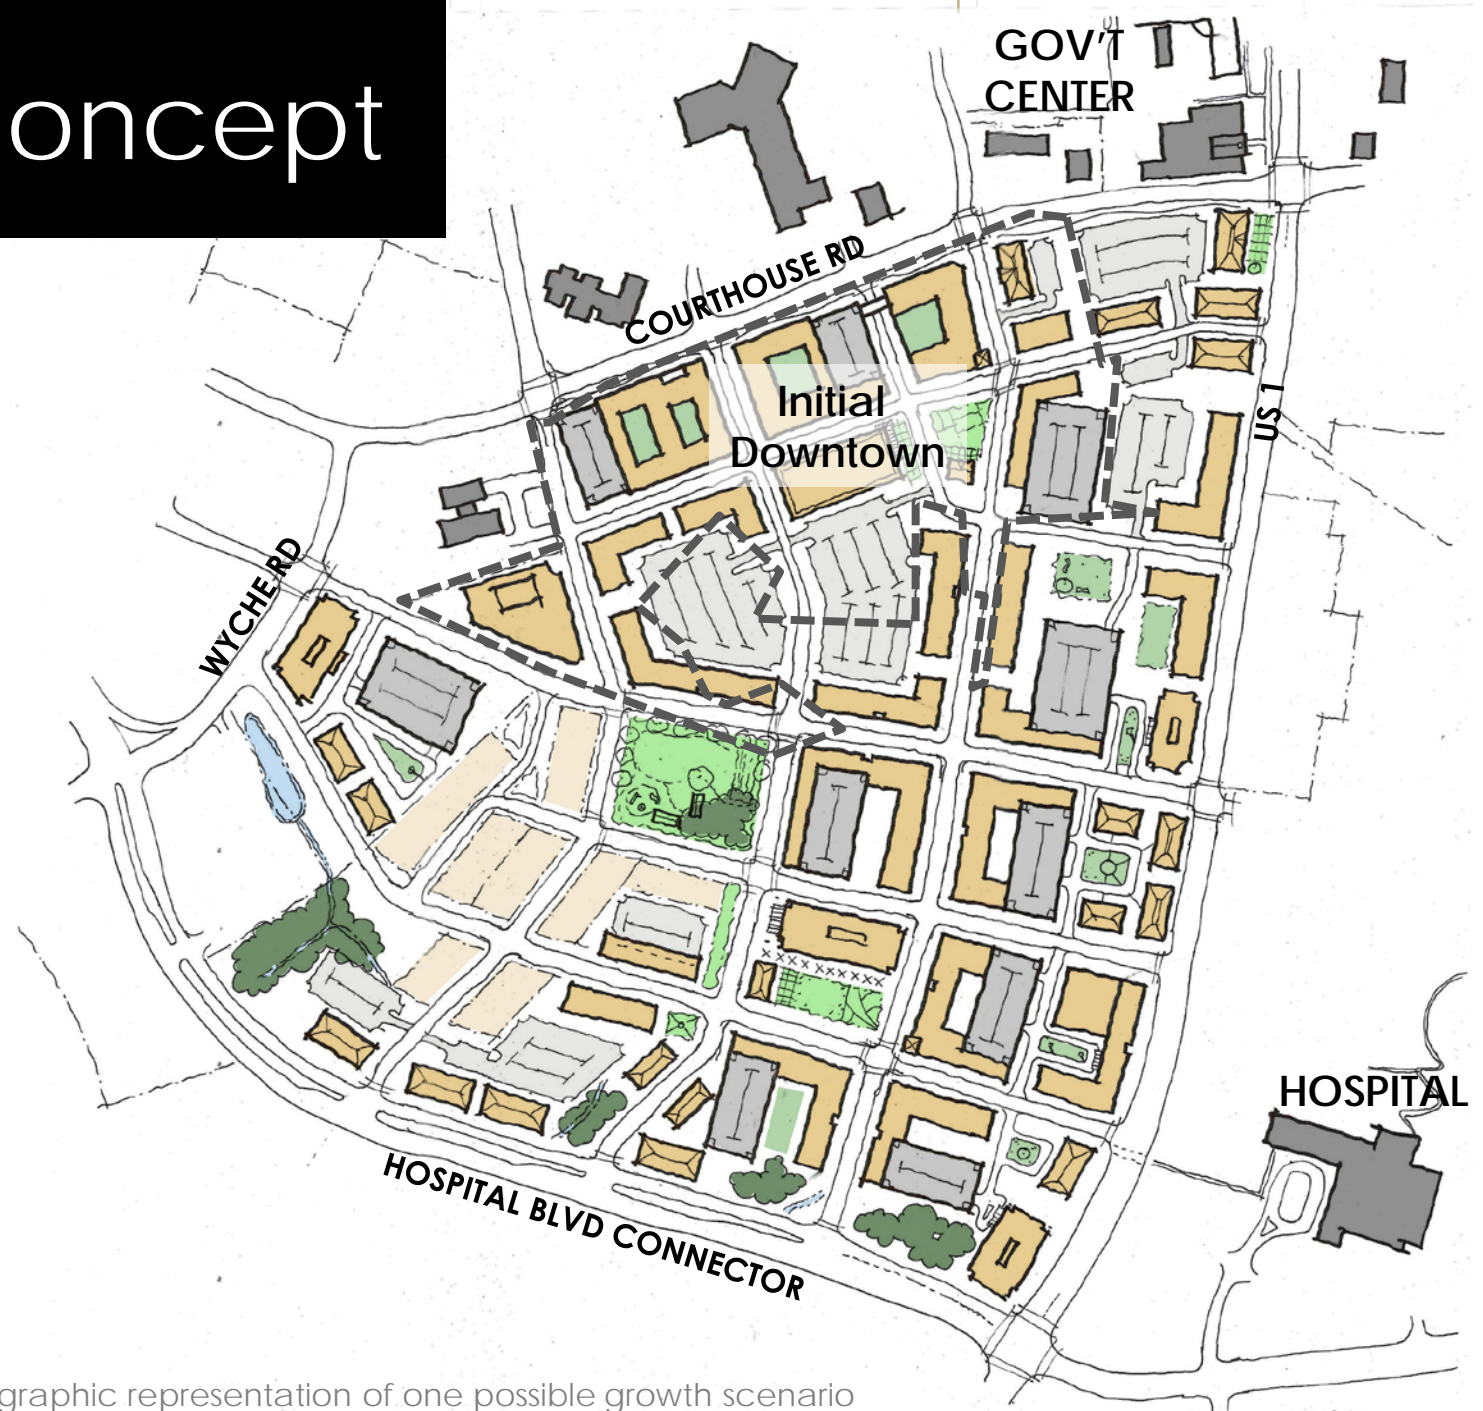 oncept
GOV'T
CENTER
COURTHOUSE RD
Initial
Downtown
US 1
WYCHE RD
HOSPITAL
HOSPITAL BLVD CONNECTOR
graphic representation of one possible growth scenario